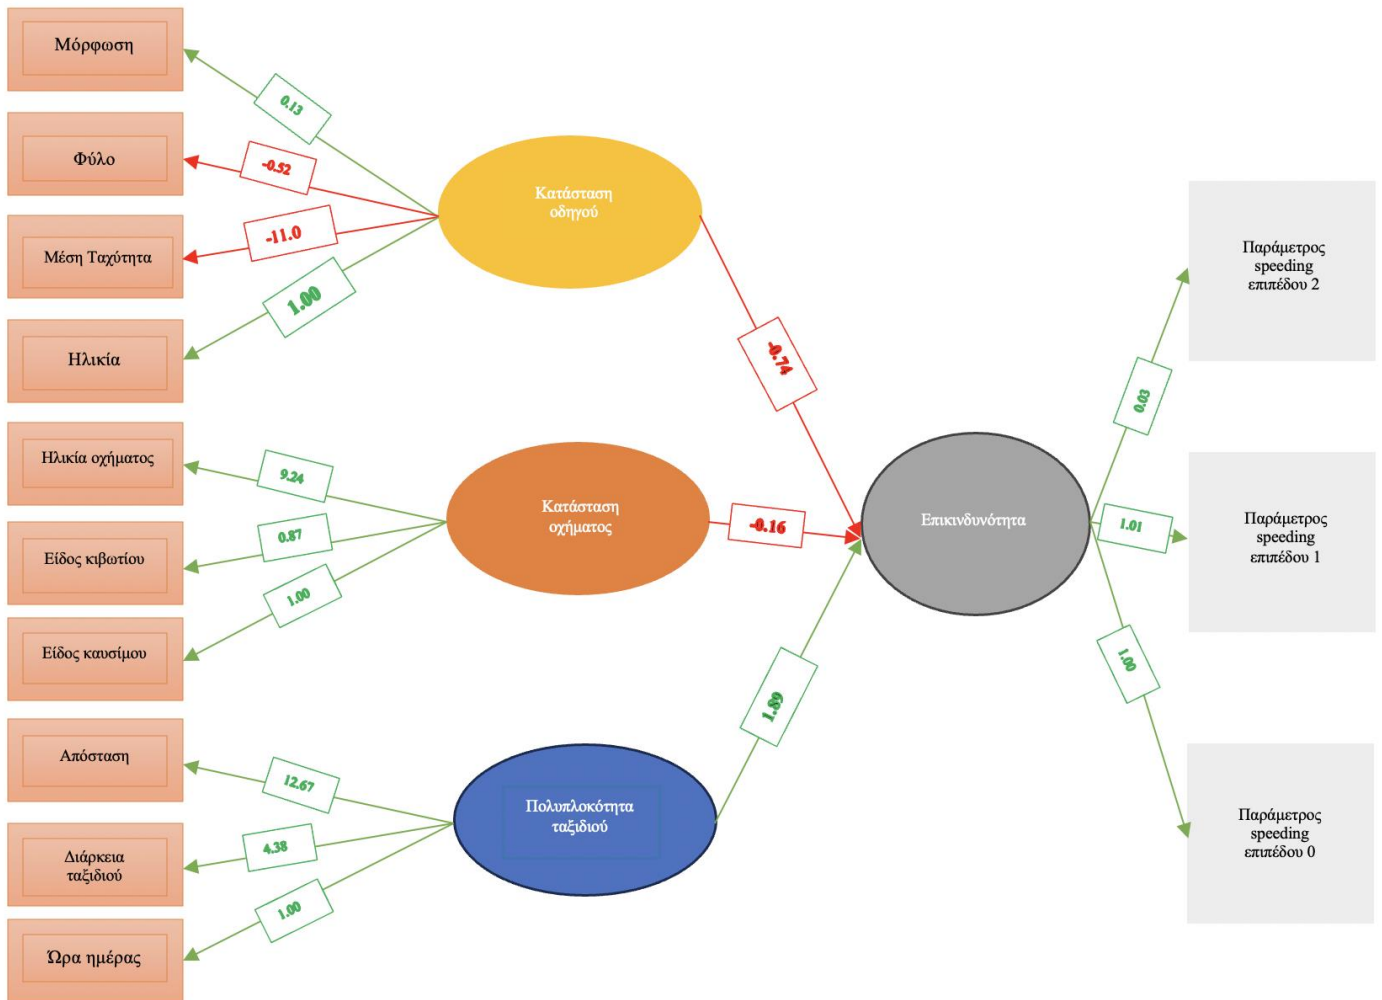 Μόρφωση
0.13
Φύλο
-0.52
Μέση Ταχύτητα
-11.0
Ηλικία
1.00
Κατάσταση
οδηγού
-0.74
Ηλικία οχήματος
9.24
Είδος κιβωτίου
0.87
Είδος καυσίμου
1.00
Κατάσταση
οχήματος
-0.16
Απόσταση
12.67
Διάρκεια
ταξιδιού
4.38
Ώρα ημέρας
1.00
Πολυπλοκότητα
ταξιδιού
1.89
Επικινδυνότητα
0.03
1.01
1.00
Παράμετρος
speeding
επιπέδου 2
Παράμετρος
speeding
επιπέδου 1
Παράμετρος
speeding
επιπέδου 0